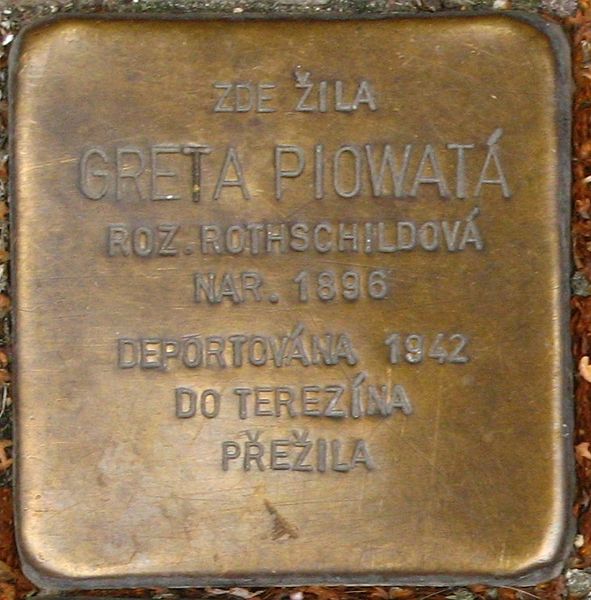 ZDE ŽILA
GRETA PIOWATÁ
ROZ. ROTHSCHILDOVÁ
NAR. 1896
DEPORTOVÁNA 1942
DO TEREZÍNA
PŘEŽILA